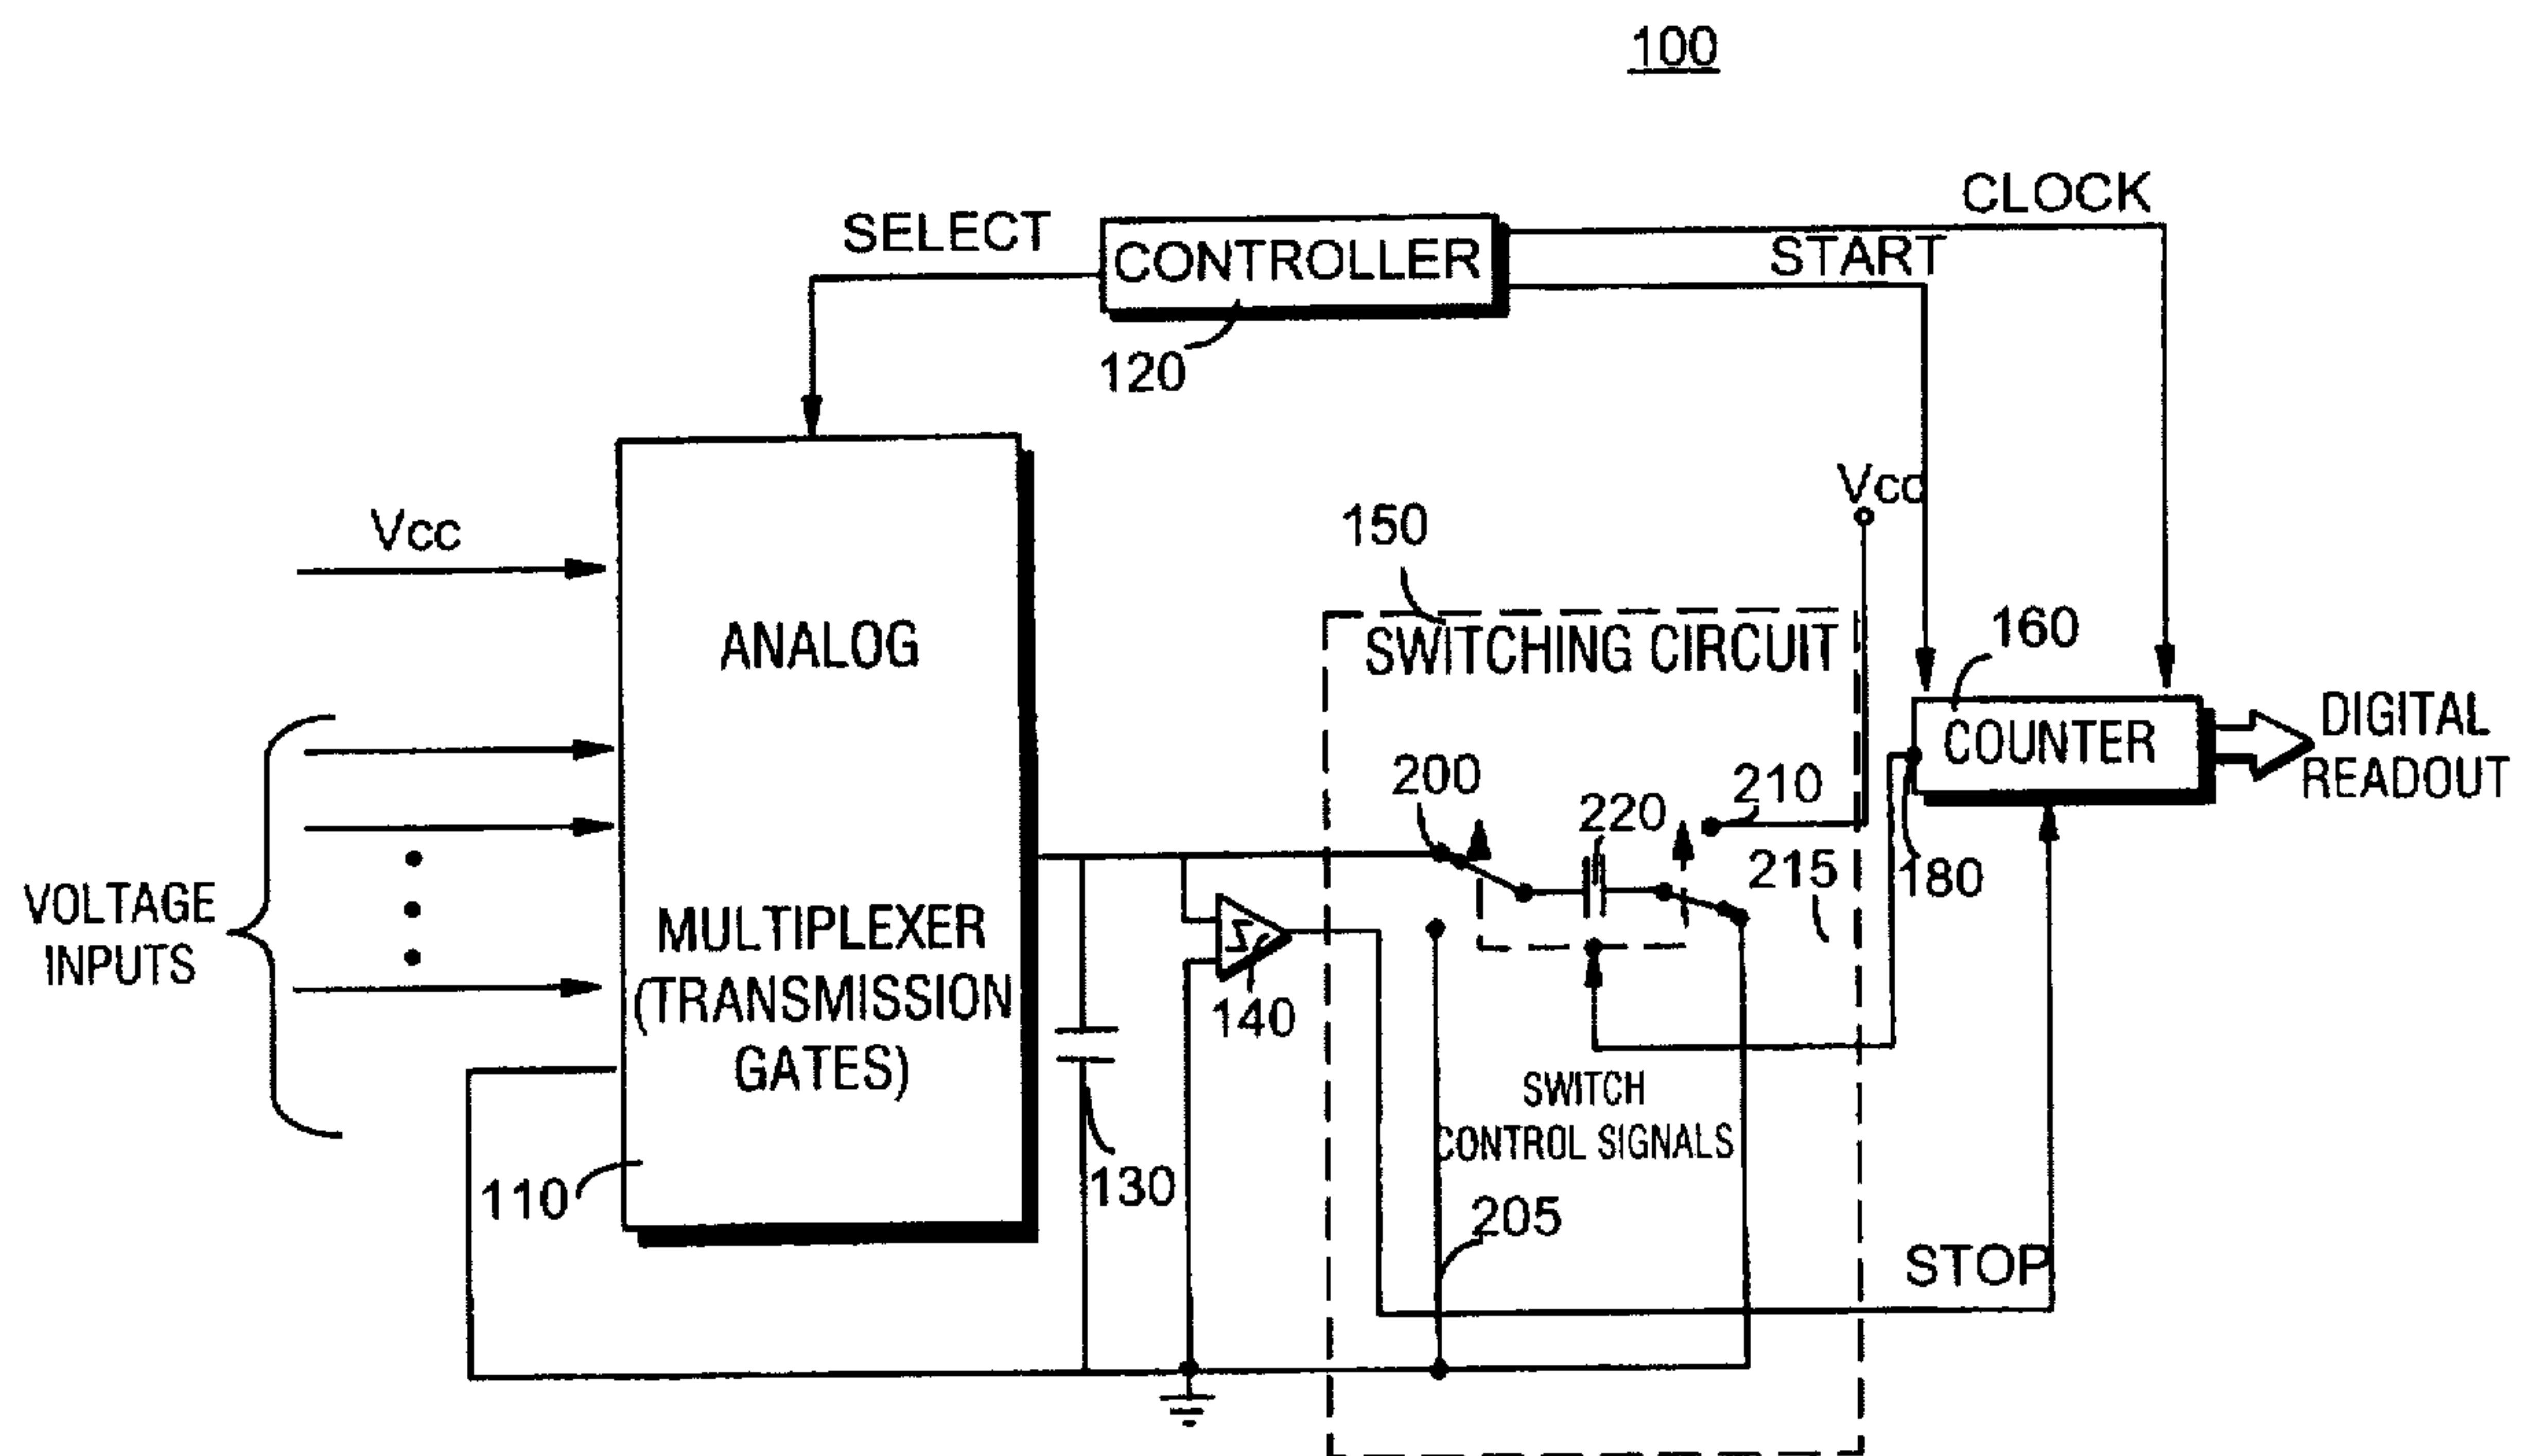 100
CLOCK
SELECT
CONTROLLER
START
120
Vcc
Vcc
150
ANALOG
SWITCHING CIRCUIT
160
COUNTER
DIGITAL
READOUT
200
220
210
215
180
VOLTAGE
INPUTS
MULTIPLEXER
(TRANSMISSION
GATES)
140
SWITCH
CONTROL SIGNALS
110
130
205
STOP